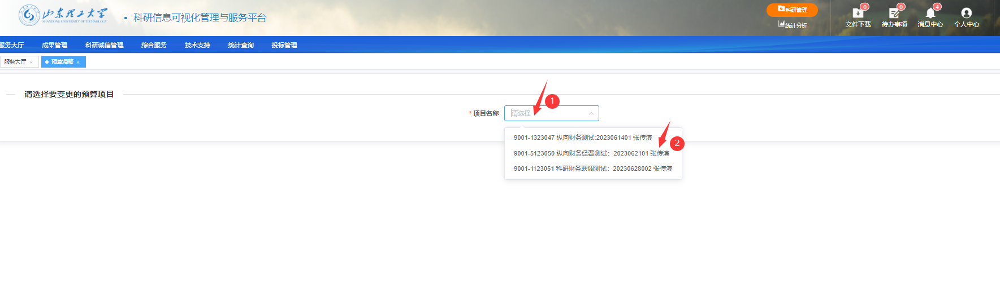 山东理工大学
SHANDONG UNIVERSITY OF TECHNOLOGY
• 科研信息可视化管理与服务平台
科研管理
统计分析
0
文件下载
0
待办事项
4
消息中心
个人中心
服务大厅 成果管理 科研诚信管理 综合服务 技术支持 统计查询 投标管理
服务大厅 × 预算调整 ×
请选择要变更的预算项目
1
* 项目名称 请选择
2
9001-1323047 纵向财务测试:2023061401 张传滨
9001-5123050 纵向财务经费测试：2023062101 张传滨
9001-1123051 科研财务联调测试：20230628002 张传滨